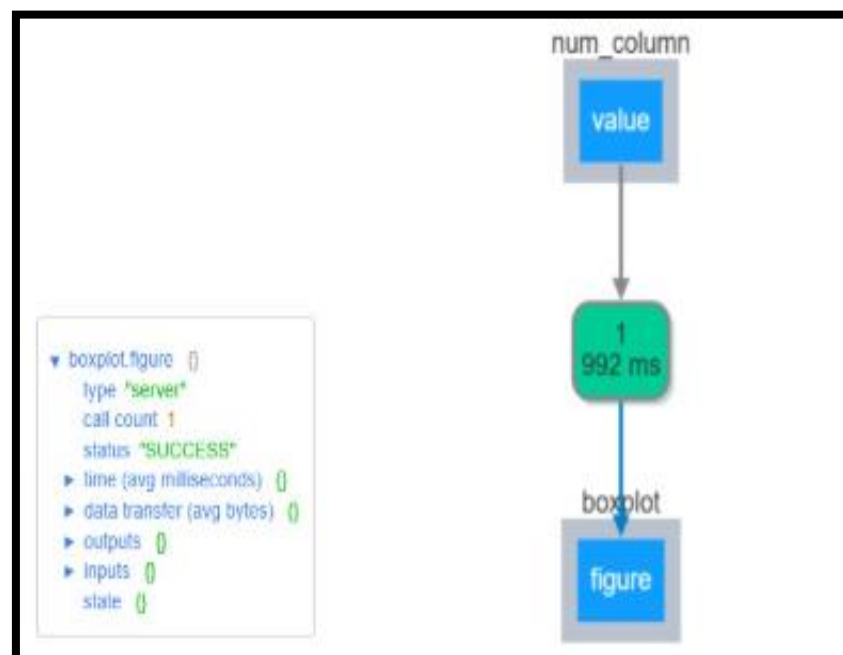 num_column
value
1
992 ms
boxplot
figure
▼ boxplot.figure {}
type "server"
call count 1
status "SUCCESS"
► time (avg milliseconds) {}
► data transfer (avg bytes) {}
► outputs {}
► inputs {}
state {}